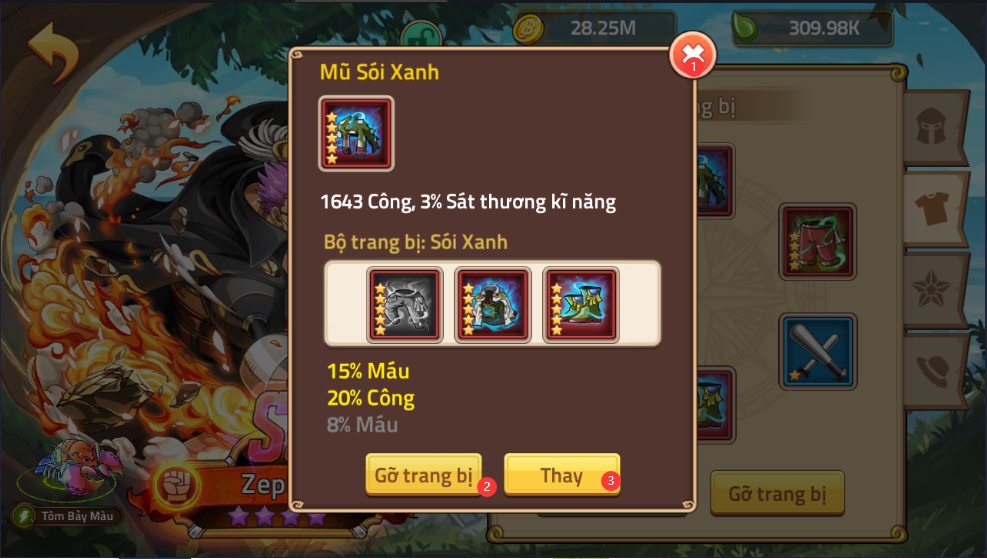 28.25M
309.98K
Mũ Sói Xanh
1
ng bị
1643 Công, 3% Sát thương kĩ năng
Bộ trang bị: Sói Xanh
15% Máu
20% Công
8% Máu
Gỡ trang bị
2
Thay
3
Zep
Gỡ trang bị
Tôm Bảy Màu